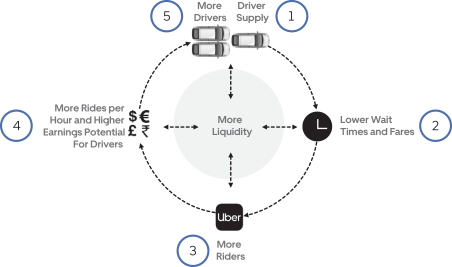 5
More
Drivers
Driver
Supply
1
Lower Wait
Times and Fares
2
Uber
3
More
Riders
4
More Rides per
Hour and Higher
Earnings Potential
For Drivers
$ €
£ ₹
More
Liquidity